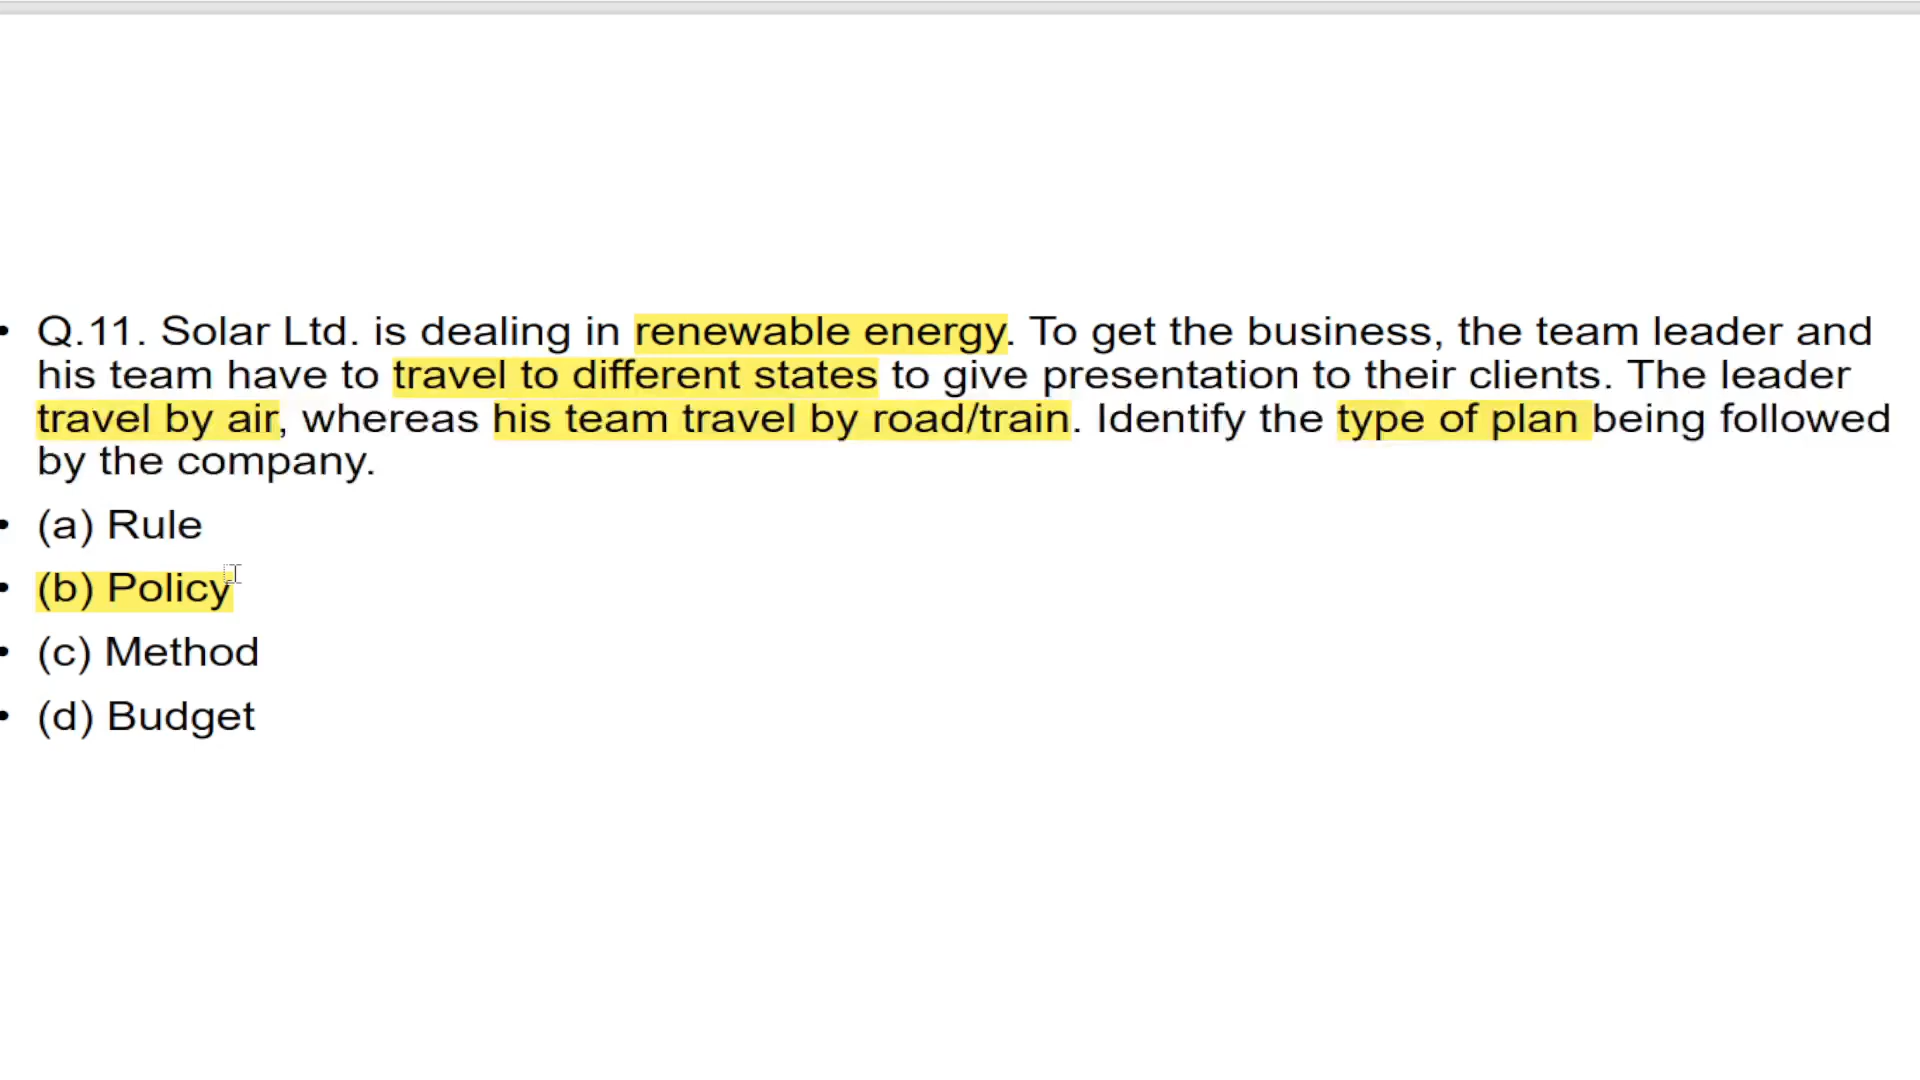 • Q.11. Solar Ltd. is dealing in renewable energy. To get the business, the team leader and
his team have to travel to different states to give presentation to their clients. The leader
travel by air, whereas his team travel by road/train. Identify the type of plan being followed
by the company.
• (a) Rule
• (b) Policy
• (c) Method
• (d) Budget